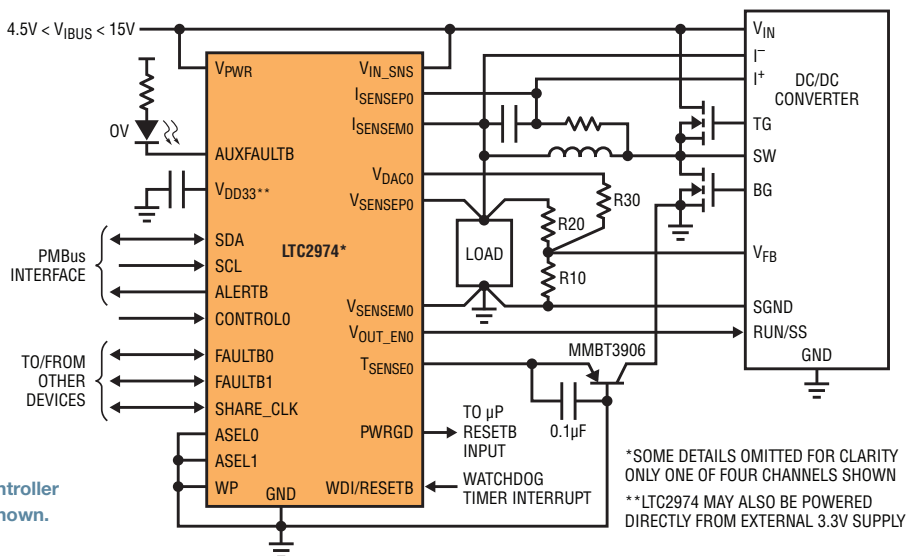 4.5V < VIBUS < 15V
VPWR
VIN_SNS
ISENSEP0
ISENSEM0
0V
AUXFAULTB
VDD33**
VDAC0
VSENSEP0
R30
R20
R10
LOAD
LTC2974*
PMBus
INTERFACE
SDA
SCL
ALERTB
CONTROL0
VSENSEM0
VOUT_EN0
TSENSE0
TO/FROM
OTHER
DEVICES
FAULTB0
FAULTB1
SHARE_CLK
ASEL0
ASEL1
WP
GND
PWRGD
WDI/RESETB
TO µP
RESETB
INPUT
WATCHDOG
TIMER INTERRUPT
MMBT3906
0.1µF
VIN
I–
I+
DC/DC
CONVERTER
TG
SW
BG
VFB
SGND
RUN/SS
GND
*SOME DETAILS OMITTED FOR CLARITY
ONLY ONE OF FOUR CHANNELS SHOWN
**LTC2974 MAY ALSO BE POWERED
DIRECTLY FROM EXTERNAL 3.3V SUPPLY
ntroller
hown.